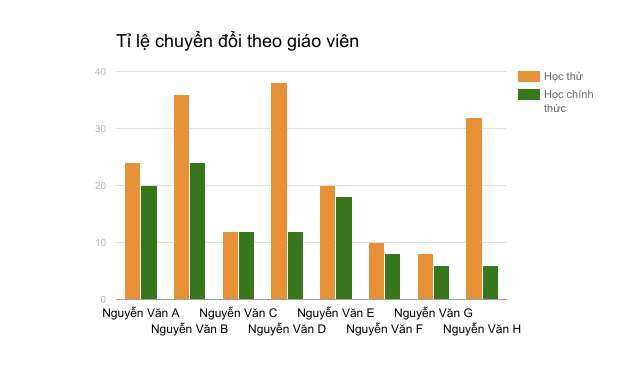 Tỉ lệ chuyển đổi theo giáo viên
40
30
20
10
0
Học thử
Học chính
thức
Nguyễn Văn A
Nguyễn Văn B
Nguyễn Văn C
Nguyễn Văn D
Nguyễn Văn E
Nguyễn Văn F
Nguyễn Văn G
Nguyễn Văn H